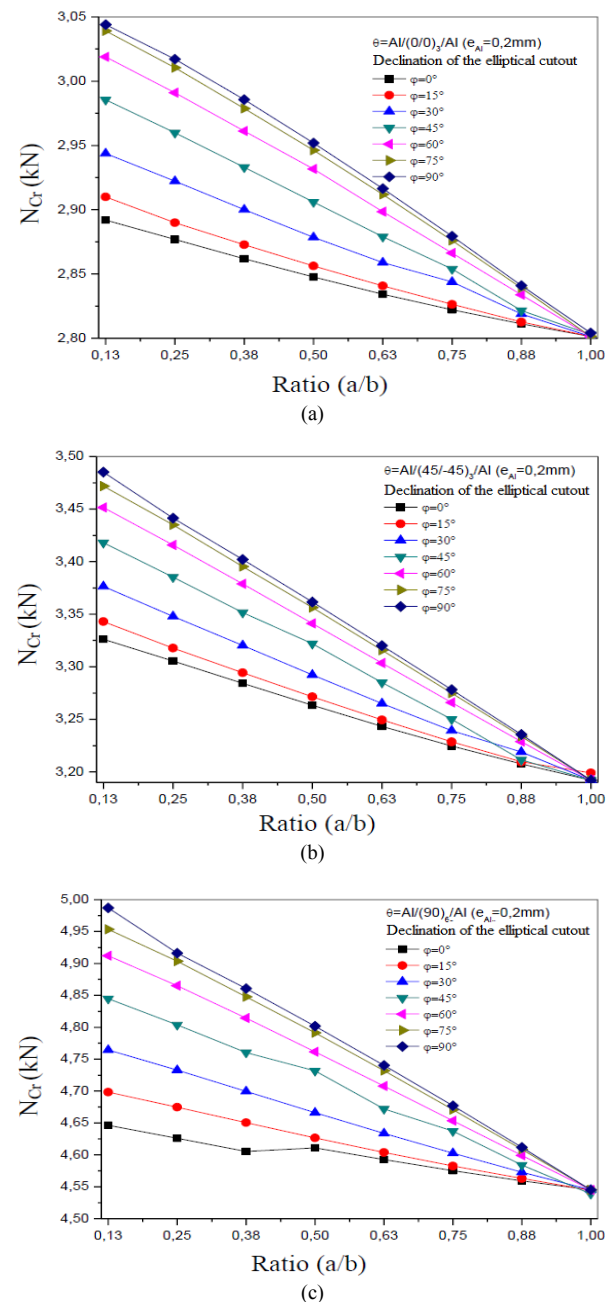 3,05
3,00
2,95
2,90
2,85
2,80
N_Cr (kN)
θ=Al/(0/0)₃/Al (e_Al=0,2mm)
Declination of the elliptical cutout
φ=0°
φ=15°
φ=30°
φ=45°
φ=60°
φ=75°
φ=90°
0,13 0,25 0,38 0,50 0,63 0,75 0,88 1,00
Ratio (a/b)
(a)
3,50
3,45
3,40
3,35
3,30
3,25
3,20
N_Cr (kN)
θ=Al/(45/-45)₃/Al (e_Al=0,2mm)
Declination of the elliptical cutout
φ=0°
φ=15°
φ=30°
φ=45°
φ=60°
φ=75°
φ=90°
0,13 0,25 0,38 0,50 0,63 0,75 0,88 1,00
Ratio (a/b)
(b)
5,00
4,95
4,90
4,85
4,80
4,75
4,70
4,65
4,60
4,55
4,50
N_Cr (kN)
θ=Al/(90)₆/Al (e_Al=0,2mm)
Declination of the elliptical cutout
φ=0°
φ=15°
φ=30°
φ=45°
φ=60°
φ=75°
φ=90°
0,13 0,25 0,38 0,50 0,63 0,75 0,88 1,00
Ratio (a/b)
(c)